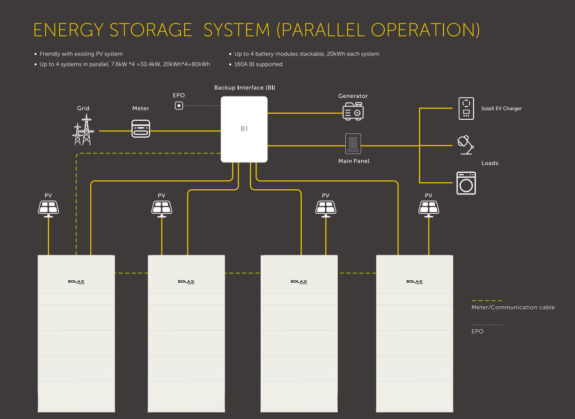 ENERGY STORAGE SYSTEM (PARALLEL OPERATION)
• Friendly with existing PV system
• Up to 4 systems in parallel, 7.6kW *4 =30.4kW, 20kWh*4=80kWh
• Up to 4 battery modules stackable, 20kWh each system
• 160A BI supported
Backup Interface (BI)
EPO
Generator
Grid
Meter
BI
SolaX EV Charger
Main Panel
Loads
PV
PV
PV
PV
SOLAX
SOLAX
SOLAX
SOLAX
Meter/Communication cable
EPO